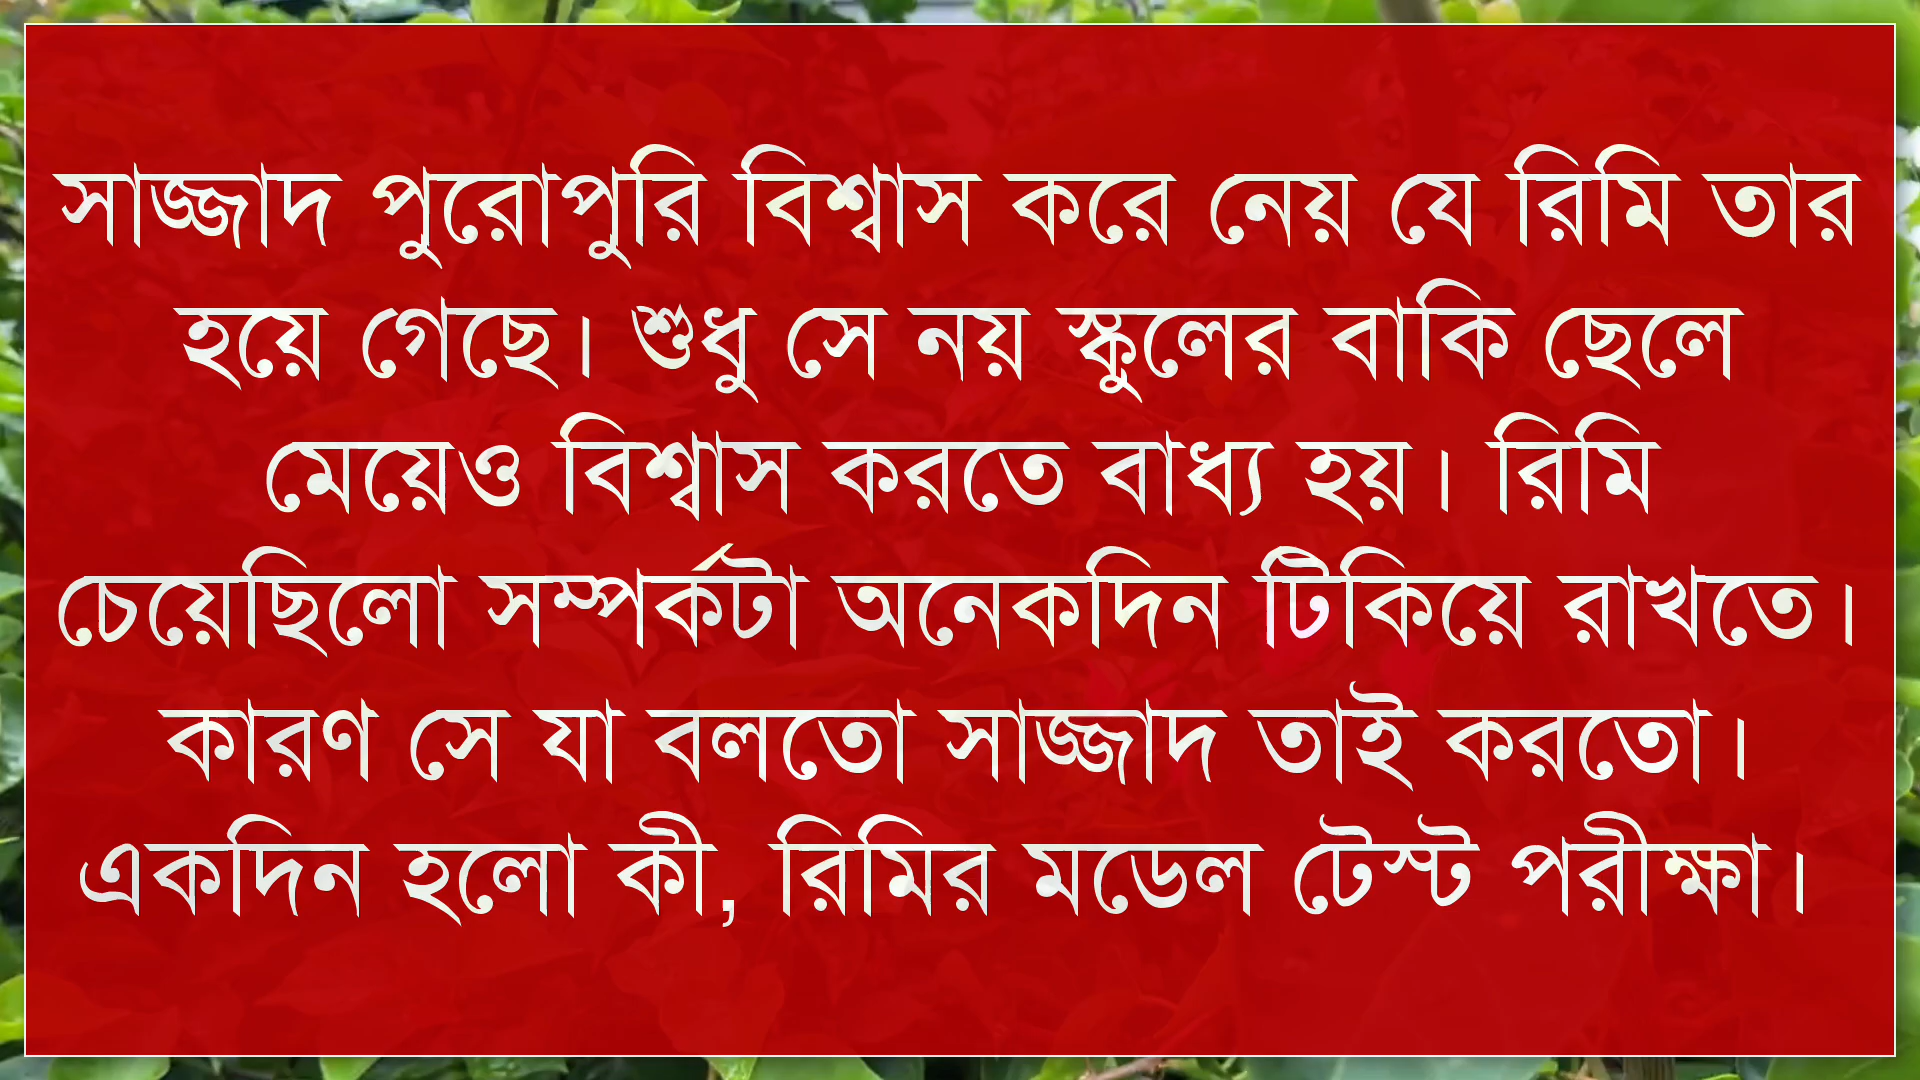 সাজ্জাদ পুরোপুরি বিশ্বাস করে নেয় যে রিমি তার
হয়ে গেছে। শুধু সে নয় স্কুলের বাকি ছেলে
মেয়েও বিশ্বাস করতে বাধ্য হয়। রিমি
চেয়েছিলো সম্পর্কটা অনেকদিন টিকিয়ে রাখতে।
কারণ সে যা বলতো সাজ্জাদ তাই করতো।
একদিন হলো কী, রিমির মডেল টেস্ট পরীক্ষা।